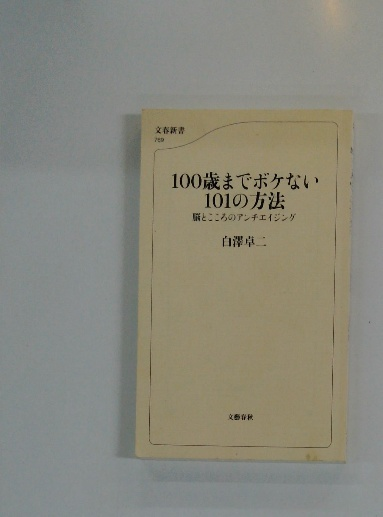 文春新書
769
100歳までボケない
101の方法
脳とこころのアンチエイジング
白澤卓二
文藝春秋